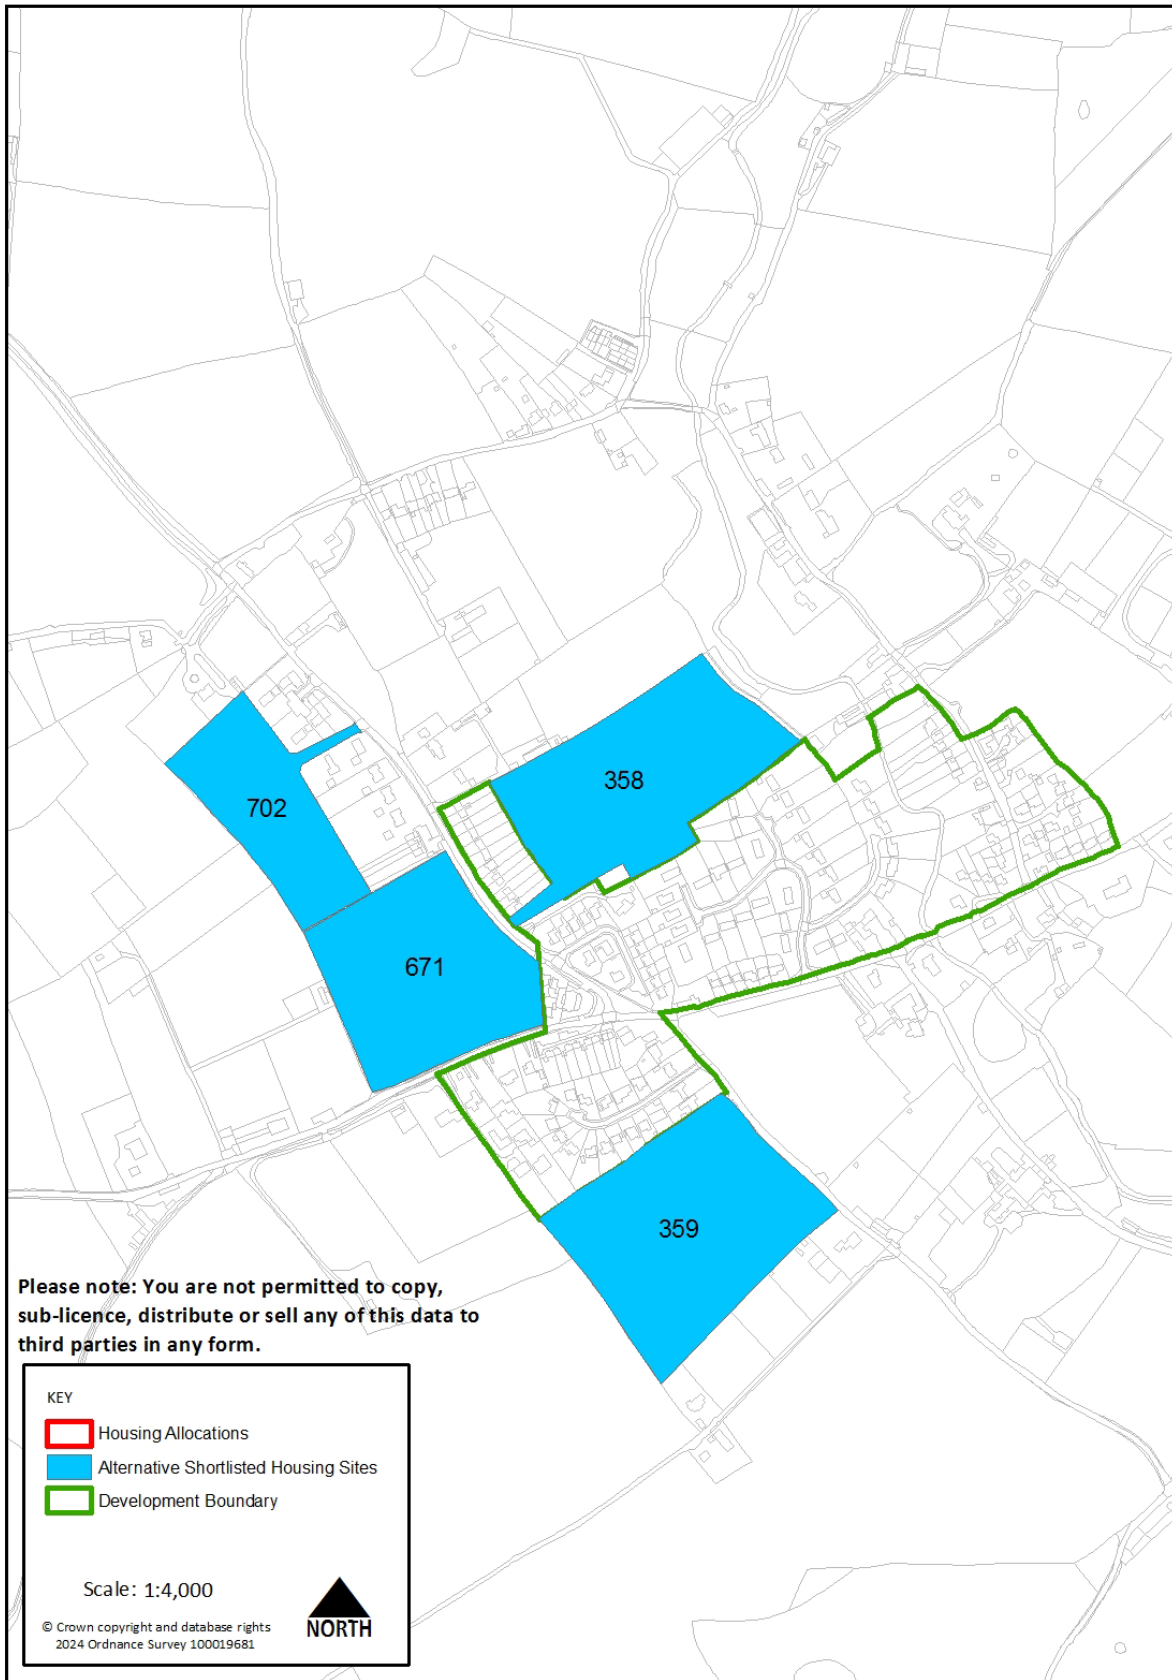 358
702
671
359
Please note: You are not permitted to copy,
sub-licence, distribute or sell any of this data to
third parties in any form.
KEY
Housing Allocations
Alternative Shortlisted Housing Sites
Development Boundary
Scale: 1:4,000
© Crown copyright and database rights
2024 Ordnance Survey 100019681
NORTH